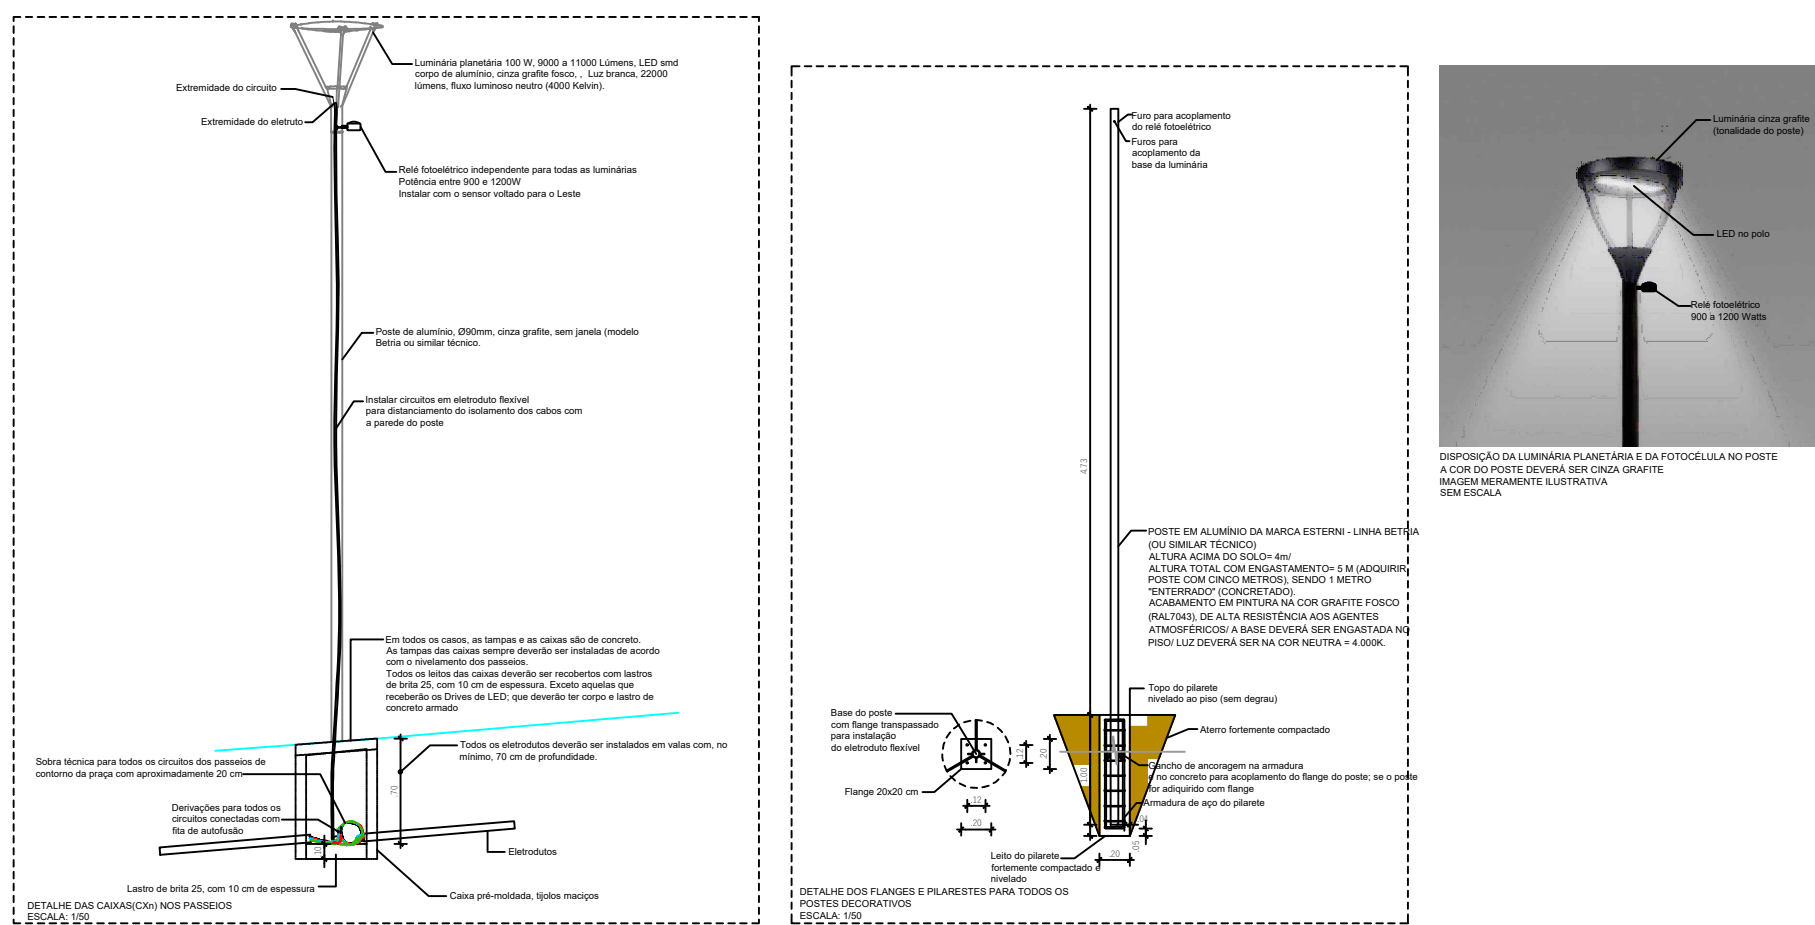 Luminária planetária 100 W, 9000 a 11000 Lúmens, LED smd
corpo de alumínio, cinza grafite fosco, , Luz branca, 22000
lúmens, fluxo luminoso neutro (4000 Kelvin).
Extremidade do circuito
Extremidade do eletruto
Relé fotoelétrico independente para todas as luminárias
Potência entre 900 e 1200W
Instalar com o sensor voltado para o Leste
Poste de alumínio, Ø90mm, cinza grafite, sem janela (modelo
Betria ou similar técnico.
Instalar circuitos em eletroduto flexível
para distanciamento do isolamento dos cabos com
a parede do poste
Em todos os casos, as tampas e as caixas são de concreto.
As tampas das caixas sempre deverão ser instaladas de acordo
com o nivelamento dos passeios.
Todos os leitos das caixas deverão ser recobertos com lastros
de brita 25, com 10 cm de espessura. Exceto aquelas que
receberão os Drives de LED; que deverão ter corpo e lastro de
concreto armado
Todos os eletrodutos deverão ser instalados em valas com, no
mínimo, 70 cm de profundidade.
Sobra técnica para todos os circuitos dos passeios de
contorno da praça com aproximadamente 20 cm
.70
Derivações para todos os
circuitos conectadas com
fita de autofusão
.10
Eletrodutos
Lastro de brita 25, com 10 cm de espessura
Caixa pré-moldada, tijolos maciços
DETALHE DAS CAIXAS(CXn) NOS PASSEIOS
ESCALA: 1/50
Furo para acoplamento
do relé fotoelétrico
Furos para
acoplamento da
base da luminária
4.73
POSTE EM ALUMÍNIO DA MARCA ESTERNI - LINHA BETRIA
(OU SIMILAR TÉCNICO)
ALTURA ACIMA DO SOLO= 4m/
ALTURA TOTAL COM ENGASTAMENTO= 5 M (ADQUIRIR
POSTE COM CINCO METROS), SENDO 1 METRO
"ENTERRADO" (CONCRETADO).
ACABAMENTO EM PINTURA NA COR GRAFITE FOSCO
(RAL7043), DE ALTA RESISTÊNCIA AOS AGENTES
ATMOSFÉRICOS/ A BASE DEVERÁ SER ENGASTADA NO
PISO/ LUZ DEVERÁ SER NA COR NEUTRA = 4.000K.
Topo do pilarete
nivelado ao piso (sem degrau)
Base do poste
com flange transpassado
para instalação
do eletroduto flexível
Aterro fortemente compactado
.12
.20
1.00
Gancho de ancoragem na armadura
e no concreto para acoplamento do flange do poste; se o poste
for adquirido com flange
Flange 20x20 cm
Armadura de aço do pilarete
.12
.20
.05
.20
Leito do pilarete
fortemente compactado e
nivelado
DETALHE DOS FLANGES E PILARESTES PARA TODOS OS
POSTES DECORATIVOS
ESCALA: 1/50
Luminária cinza grafite
(tonalidade do poste)
LED no polo
Relé fotoelétrico
900 a 1200 Watts
DISPOSIÇÃO DA LUMINÁRIA PLANETÁRIA E DA FOTOCÉLULA NO POSTE
A COR DO POSTE DEVERÁ SER CINZA GRAFITE
IMAGEM MERAMENTE ILUSTRATIVA
SEM ESCALA